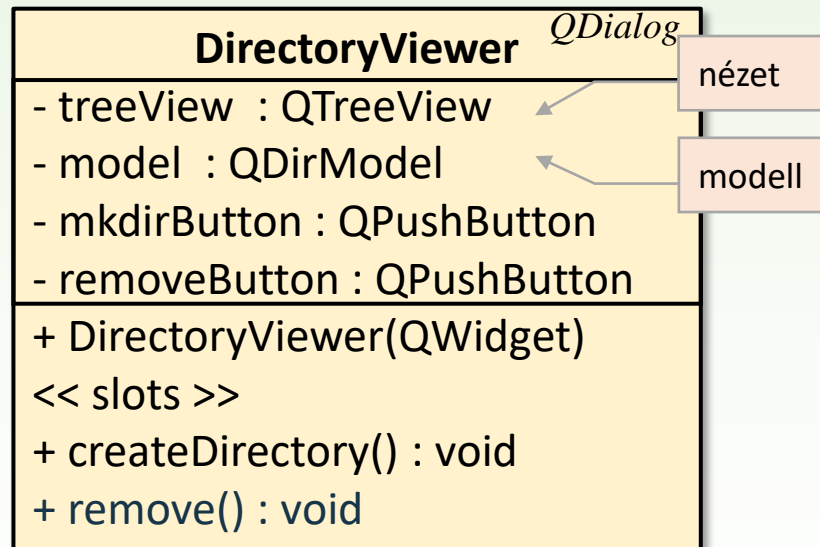 DirectoryViewer QDialog
- treeView : QTreeView
nézet
- model : QDirModel
modell
- mkdirButton : QPushButton
- removeButton : QPushButton
+ DirectoryViewer(QWidget)
<< slots >>
+ createDirectory() : void
+ remove() : void